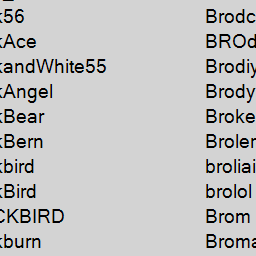 k56 Brodc
kAce BROd
kandWhite55 Brodiy
kAngel Brody
kBear Broke
kBern Broler
kbird broliai
kBird brolol
CKBIRD Brom
kburn Broma